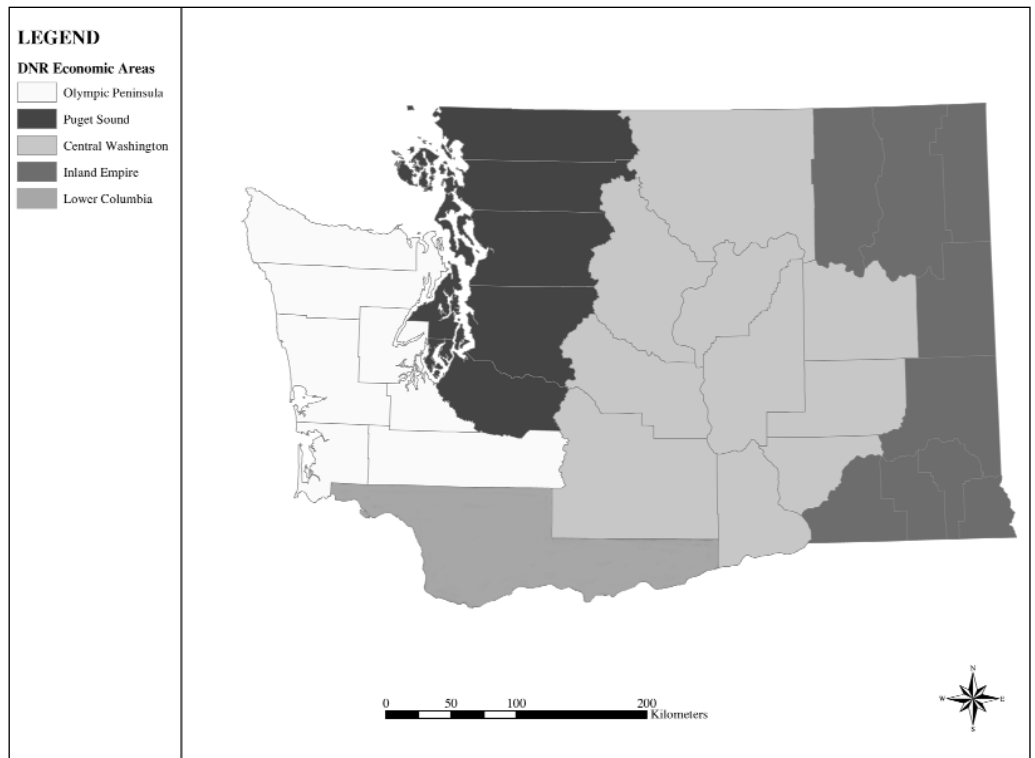 LEGEND
DNR Economic Areas
Olympic Peninsula
Puget Sound
Central Washington
Inland Empire
Lower Columbia
0 50 100 200
Kilometers
N
W E
S